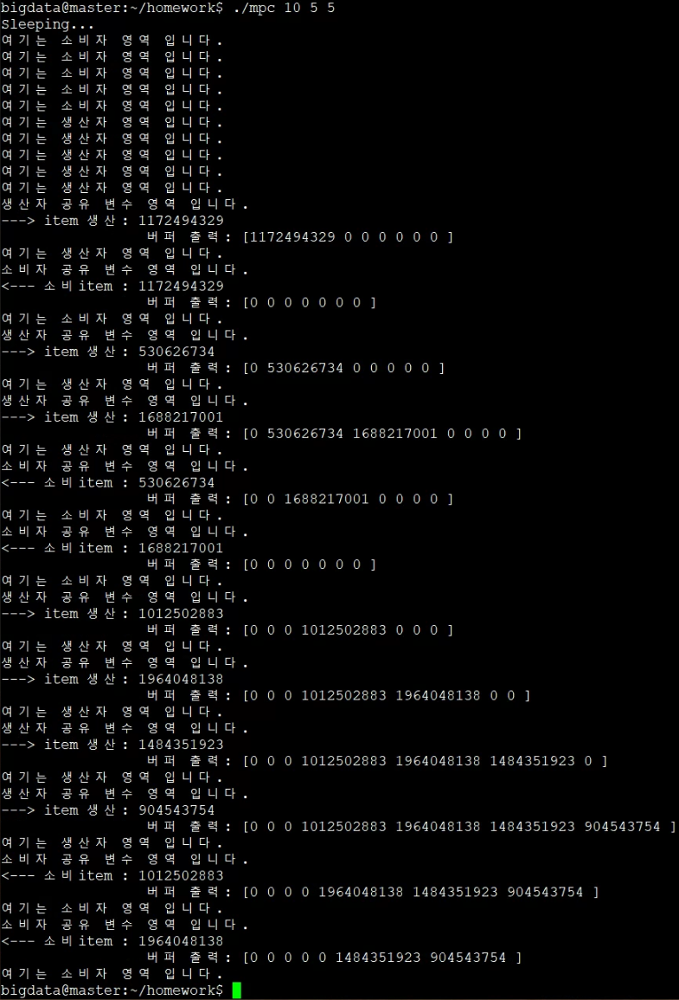 bigdata@master:~/homework$ ./mpc 10 5 5
Sleeping...
여기는 소비자 영역 입니다.
여기는 소비자 영역 입니다.
여기는 소비자 영역 입니다.
여기는 소비자 영역 입니다.
여기는 소비자 영역 입니다.
여기는 생산자 영역 입니다.
여기는 생산자 영역 입니다.
여기는 생산자 영역 입니다.
여기는 생산자 영역 입니다.
여기는 생산자 영역 입니다.
생산자 공유 변수 영역 입니다.
---> item 생산: 1172494329
버퍼 출력: [1172494329 0 0 0 0 0 0 ]
여기는 생산자 영역 입니다.
소비자 공유 변수 영역 입니다.
<--- 소비item : 1172494329
버퍼 출력: [0 0 0 0 0 0 0 ]
여기는 소비자 영역 입니다.
생산자 공유 변수 영역 입니다.
---> item 생산: 530626734
버퍼 출력: [0 530626734 0 0 0 0 0 ]
여기는 생산자 영역 입니다.
생산자 공유 변수 영역 입니다.
---> item 생산: 1688217001
버퍼 출력: [0 530626734 1688217001 0 0 0 0 ]
여기는 생산자 영역 입니다.
소비자 공유 변수 영역 입니다.
<--- 소비item : 530626734
버퍼 출력: [0 0 1688217001 0 0 0 0 ]
여기는 소비자 영역 입니다.
소비자 공유 변수 영역 입니다.
<--- 소비item : 1688217001
버퍼 출력: [0 0 0 0 0 0 0 ]
여기는 소비자 영역 입니다.
생산자 공유 변수 영역 입니다.
---> item 생산: 1012502883
버퍼 출력: [0 0 0 1012502883 0 0 0 ]
여기는 생산자 영역 입니다.
생산자 공유 변수 영역 입니다.
---> item 생산: 1964048138
버퍼 출력: [0 0 0 1012502883 1964048138 0 0 ]
여기는 생산자 영역 입니다.
생산자 공유 변수 영역 입니다.
---> item 생산: 1484351923
버퍼 출력: [0 0 0 1012502883 1964048138 1484351923 0 ]
여기는 생산자 영역 입니다.
생산자 공유 변수 영역 입니다.
---> item 생산: 904543754
버퍼 출력: [0 0 0 1012502883 1964048138 1484351923 904543754 ]
여기는 생산자 영역 입니다.
소비자 공유 변수 영역 입니다.
<--- 소비item : 1012502883
버퍼 출력: [0 0 0 0 1964048138 1484351923 904543754 ]
여기는 소비자 영역 입니다.
소비자 공유 변수 영역 입니다.
<--- 소비item : 1964048138
버퍼 출력: [0 0 0 0 0 1484351923 904543754 ]
여기는 소비자 영역 입니다.
bigdata@master:~/homework$